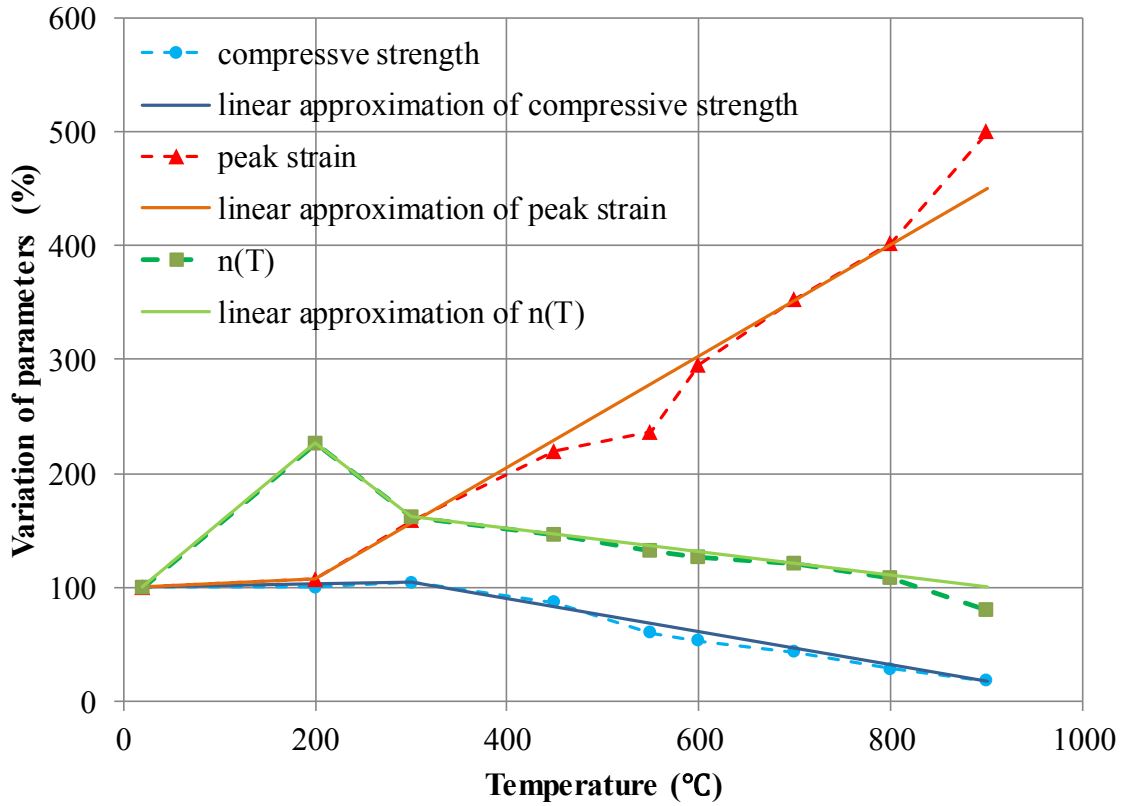 600
500
400
300
200
100
0
Variation of parameters (%)
compressve strength
linear approximation of compressive strength
peak strain
linear approximation of peak strain
n(T)
linear approximation of n(T)
0 200 400 600 800 1000
Temperature (℃)